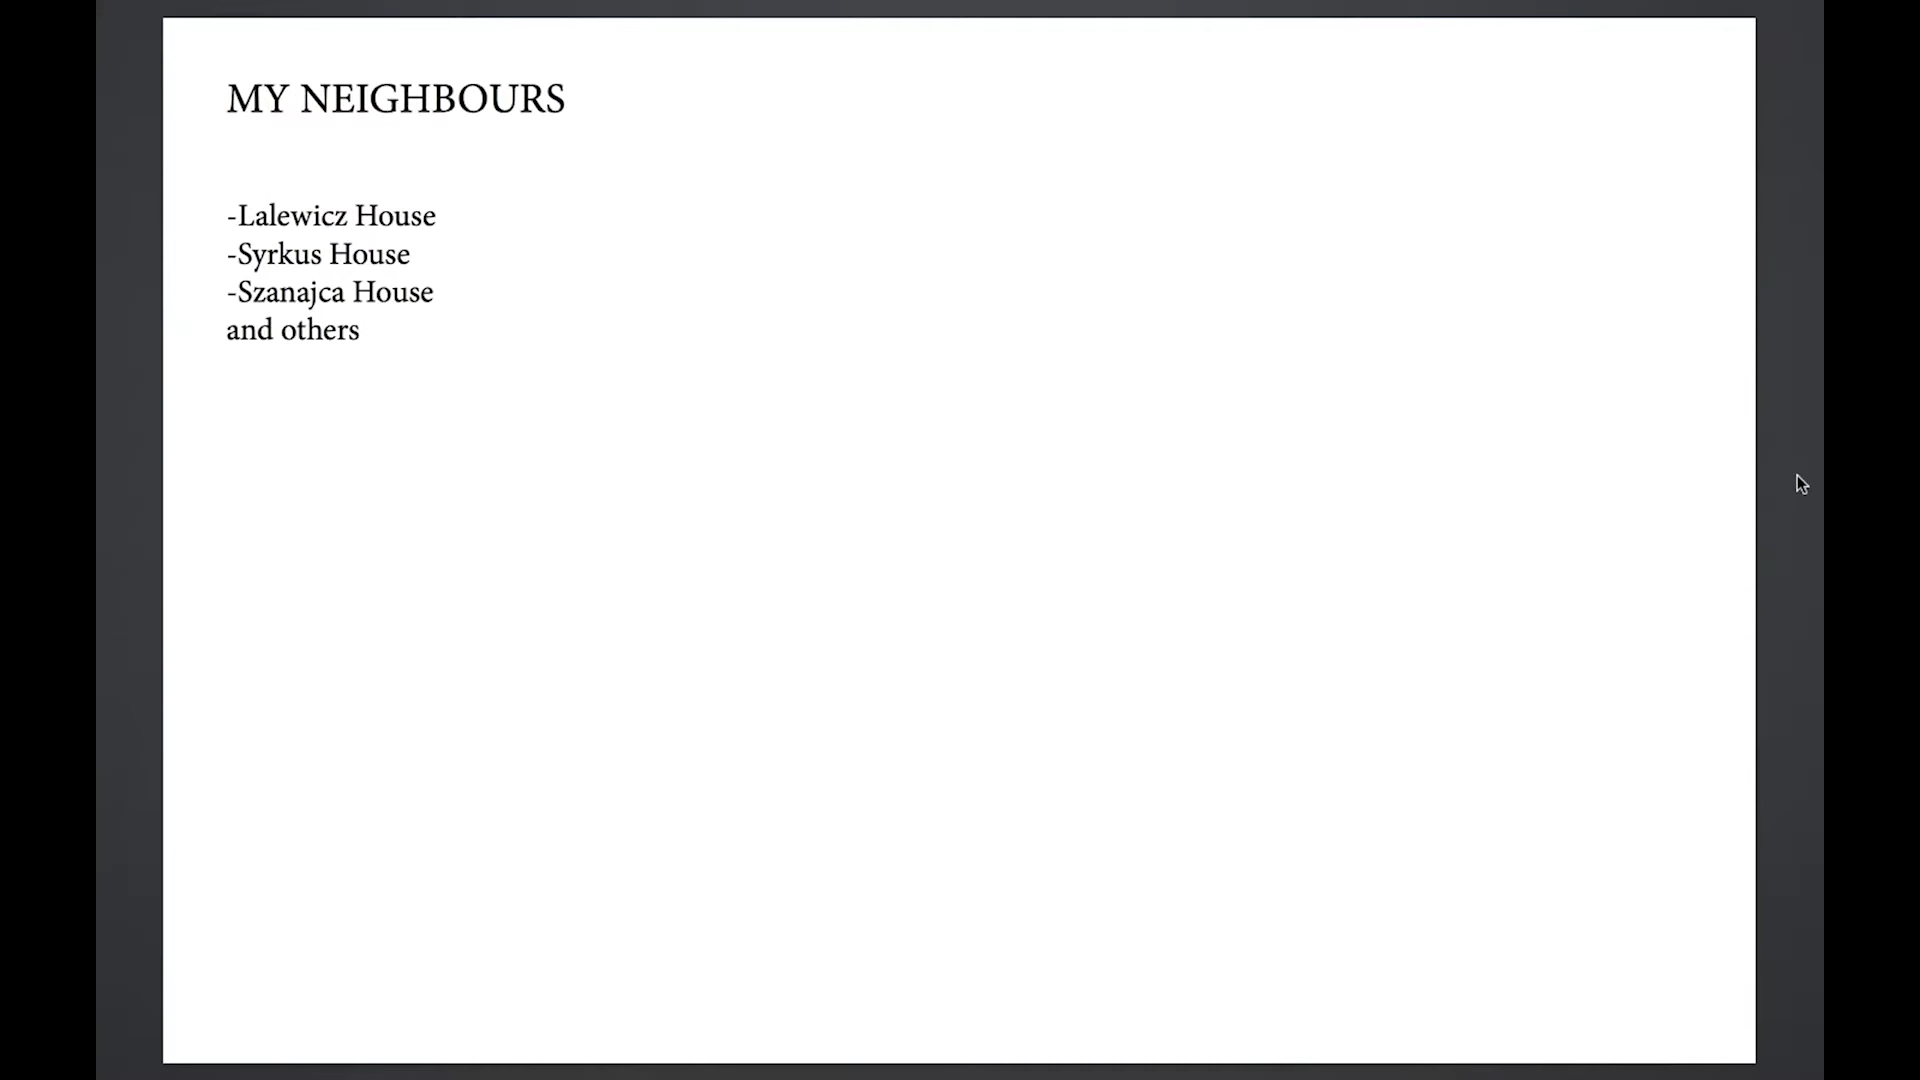 MY NEIGHBOURS
-Lalewicz House
-Syrkus House
-Szanajca House
and others